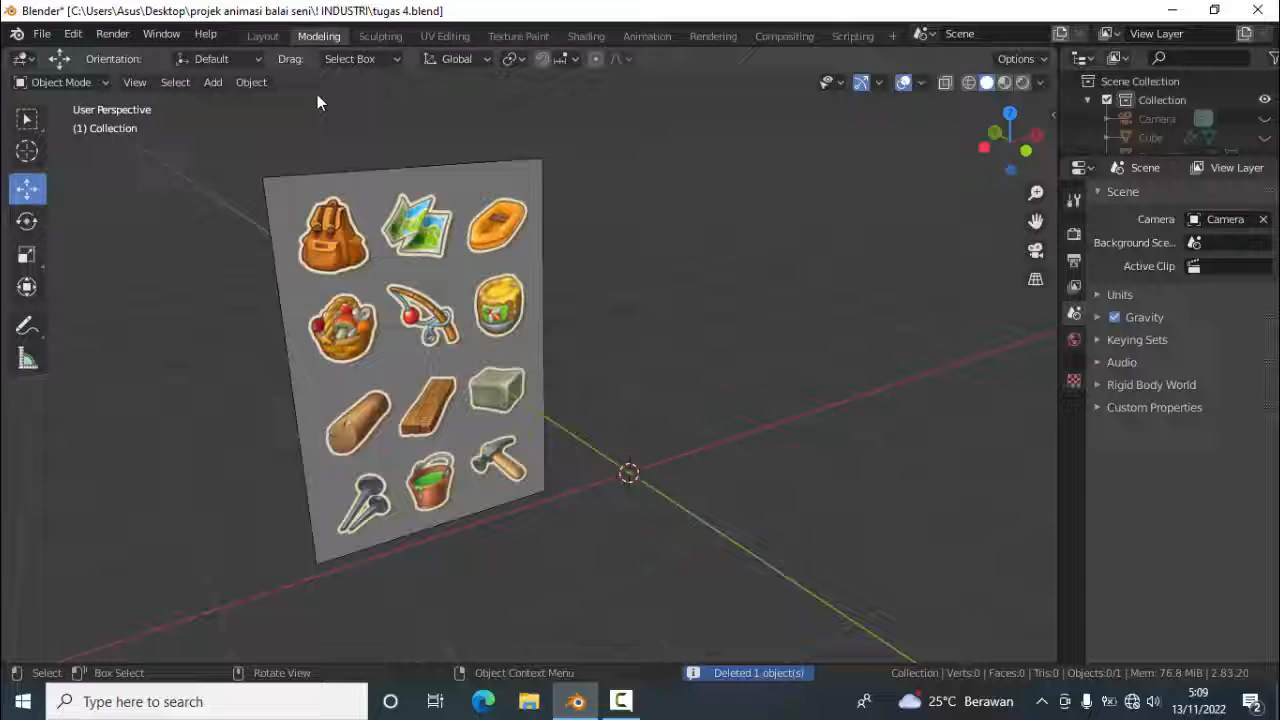 Blender* [C:\Users\Asus\Desktop\projek animasi balai seni\! INDUSTRI\tugas 4.blend]
File Edit Render Window Help Layout Modeling Sculpting UV Editing Texture Paint Shading Animation Rendering Compositing Scripting + Scene View Layer
Orientation: Default Drag: Select Box Global Options
Object Mode View Select Add Object
Scene Collection
Collection
Camera
Cube
User Perspective
(1) Collection
Z
Scene View Layer
Scene
Camera Camera
Background Sce...
Active Clip
Units
Gravity
Keying Sets
Audio
Rigid Body World
Custom Properties
Select Box Select Rotate View Object Context Menu Deleted 1 object(s) Collection | Verts:0 | Faces:0 | Tris:0 | Objects:0/1 | Mem: 76.8 MiB | 2.83.20
Type here to search 25°C Berawan 5:09
13/11/2022 2